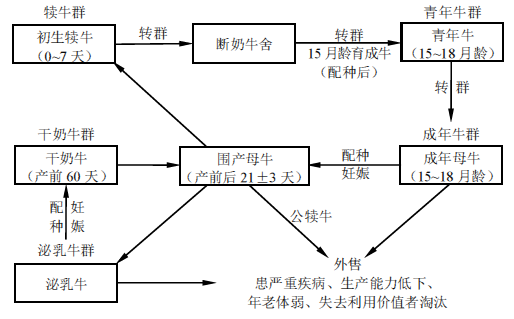 犊牛群
青年牛群
初生犊牛
(0~7 天)
转群
断奶牛舍
转群
15 月龄育成牛
(配种后)
青年牛
(15~18 月龄)
转 群
干奶牛群
成年牛群
干奶牛
(产前 60 天)
围产母牛
(产前后 21±3 天)
配种
妊娠
成年母牛
(15~18 月龄)
配 妊
种 娠
公犊牛
泌乳牛群
泌乳牛
外售
患严重疾病、生产能力低下、
年老体弱、失去利用价值者淘汰